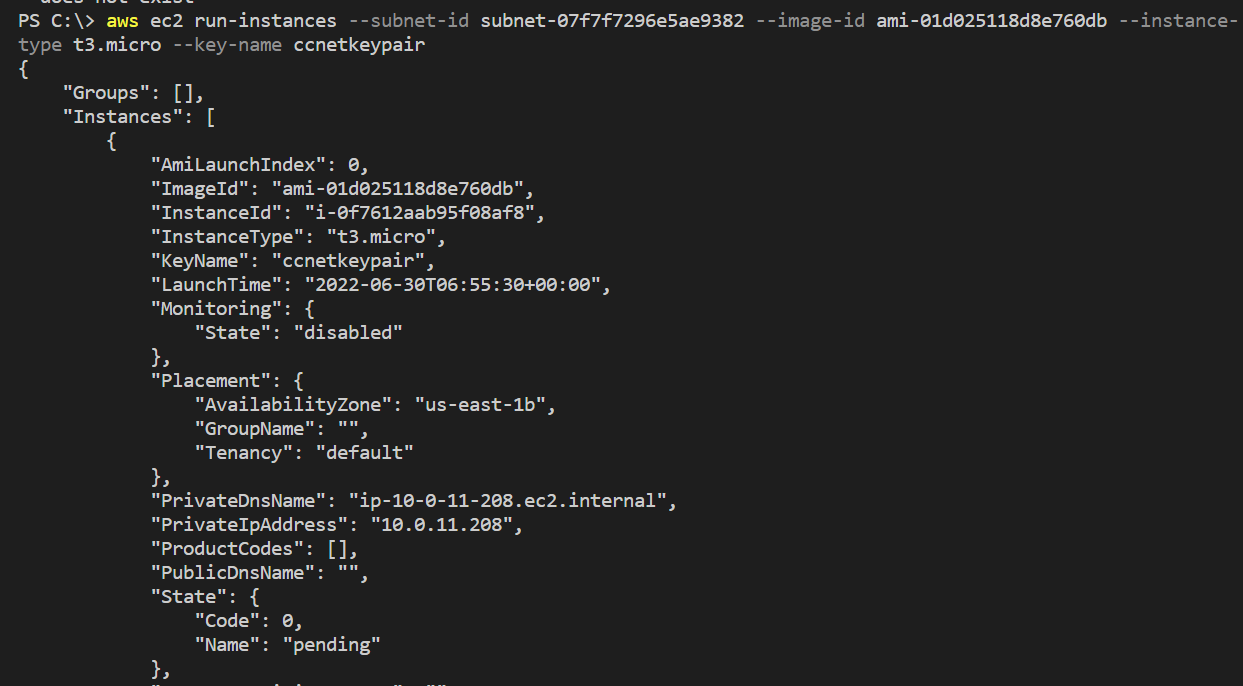 does not exist
PS C:\> aws ec2 run-instances --subnet-id subnet-07f7f7296e5ae9382 --image-id ami-01d025118d8e760db --instance-
type t3.micro --key-name ccnetkeypair
{
    "Groups": [],
    "Instances": [
        {
            "AmiLaunchIndex": 0,
            "ImageId": "ami-01d025118d8e760db",
            "InstanceId": "i-0f7612aab95f08af8",
            "InstanceType": "t3.micro",
            "KeyName": "ccnetkeypair",
            "LaunchTime": "2022-06-30T06:55:30+00:00",
            "Monitoring": {
                "State": "disabled"
            },
            "Placement": {
                "AvailabilityZone": "us-east-1b",
                "GroupName": "",
                "Tenancy": "default"
            },
            "PrivateDnsName": "ip-10-0-11-208.ec2.internal",
            "PrivateIpAddress": "10.0.11.208",
            "ProductCodes": [],
            "PublicDnsName": "",
            "State": {
                "Code": 0,
                "Name": "pending"
            },